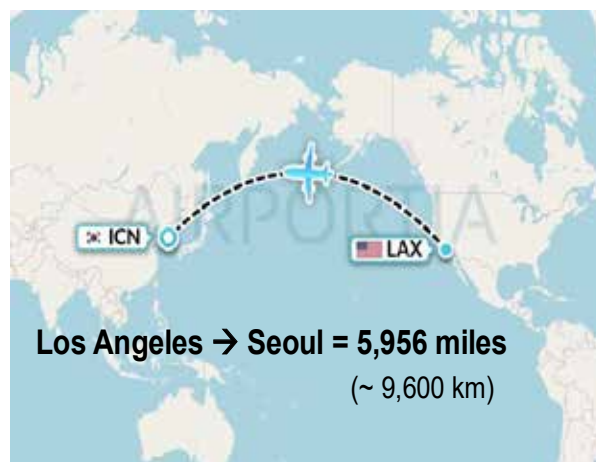 AIRPORTIA
ICN
LAX
Los Angeles → Seoul = 5,956 miles
(~ 9,600 km)